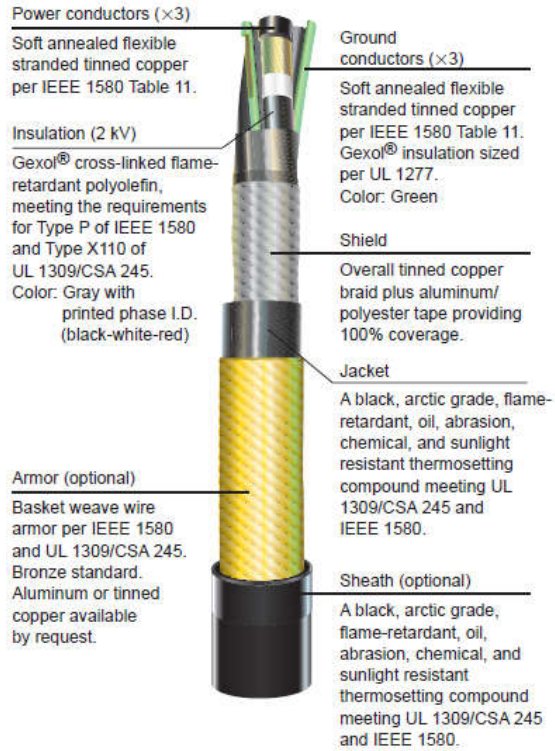 Power conductors (×3)
Soft annealed flexible
stranded tinned copper
per IEEE 1580 Table 11.
Insulation (2 kV)
Gexol® cross-linked flame-
retardant polyolefin,
meeting the requirements
for Type P of IEEE 1580
and Type X110 of
UL 1309/CSA 245.
Color: Gray with
printed phase I.D.
(black-white-red)
Armor (optional)
Basket weave wire
armor per IEEE 1580
and UL 1309/CSA 245.
Bronze standard.
Aluminum or tinned
copper available
by request.
Ground
conductors (×3)
Soft annealed flexible
stranded tinned copper
per IEEE 1580 Table 11.
Gexol® insulation sized
per UL 1277.
Color: Green
Shield
Overall tinned copper
braid plus aluminum/
polyester tape providing
100% coverage.
Jacket
A black, arctic grade, flame-
retardant, oil, abrasion,
chemical, and sunlight
resistant thermosetting
compound meeting UL
1309/CSA 245 and
IEEE 1580.
Sheath (optional)
A black, arctic grade,
flame-retardant, oil,
abrasion, chemical, and
sunlight resistant
thermosetting compound
meeting UL 1309/CSA 245
and IEEE 1580.